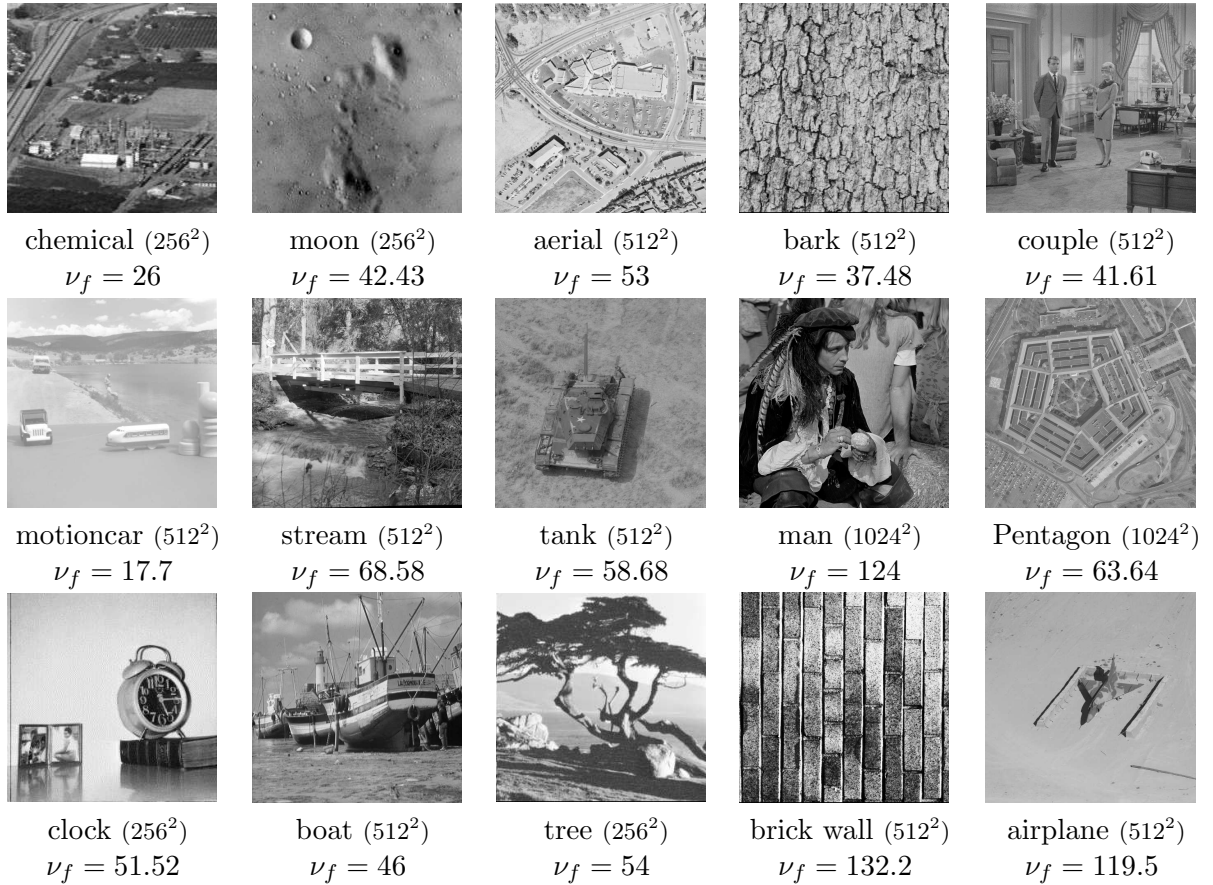 chemical (256²) moon (256²) aerial (512²) bark (512²) couple (512²)
ν_f = 26 ν_f = 42.43 ν_f = 53 ν_f = 37.48 ν_f = 41.61
motioncar (512²) stream (512²) tank (512²) man (1024²) Pentagon (1024²)
ν_f = 17.7 ν_f = 68.58 ν_f = 58.68 ν_f = 124 ν_f = 63.64
clock (256²) boat (512²) tree (256²) brick wall (512²) airplane (512²)
ν_f = 51.52 ν_f = 46 ν_f = 54 ν_f = 132.2 ν_f = 119.5